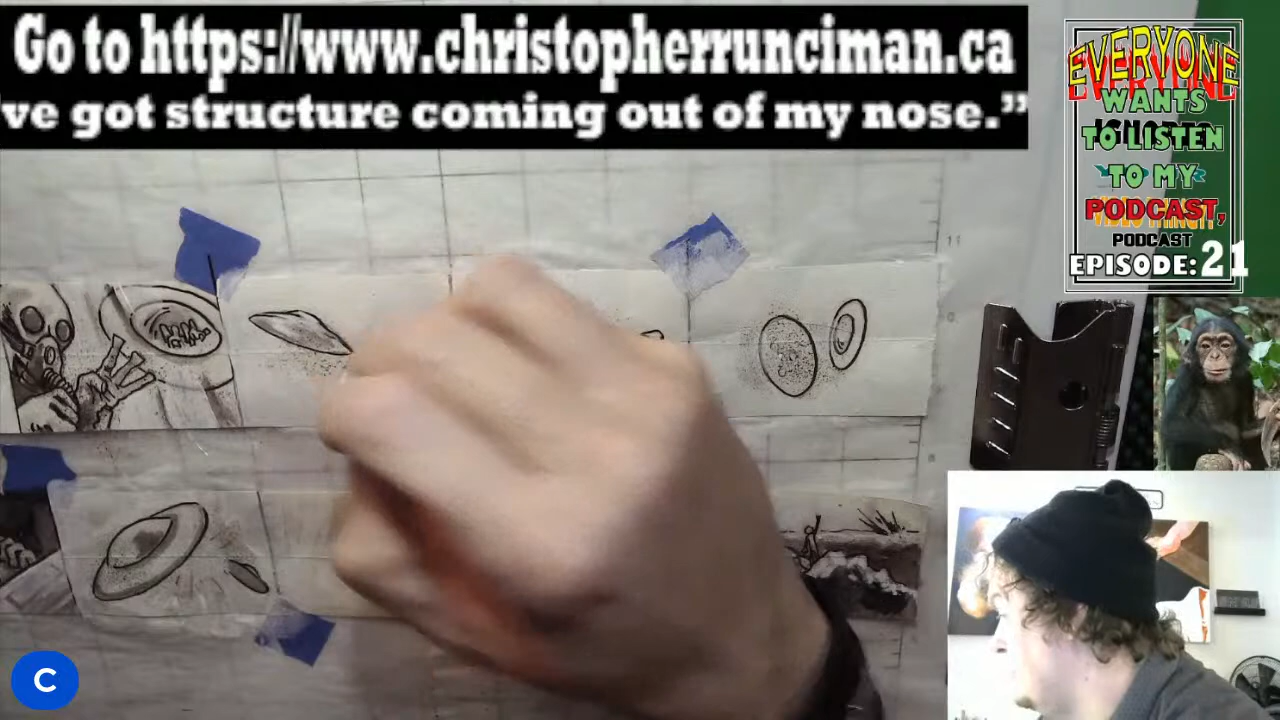 Go to https://www.christopherrunciman.ca
've got structure coming out of my nose.”
EVERYONE
WANTS
TO LISTEN
TO MY
PODCAST,
PODCAST
EPISODE: 21
11
C